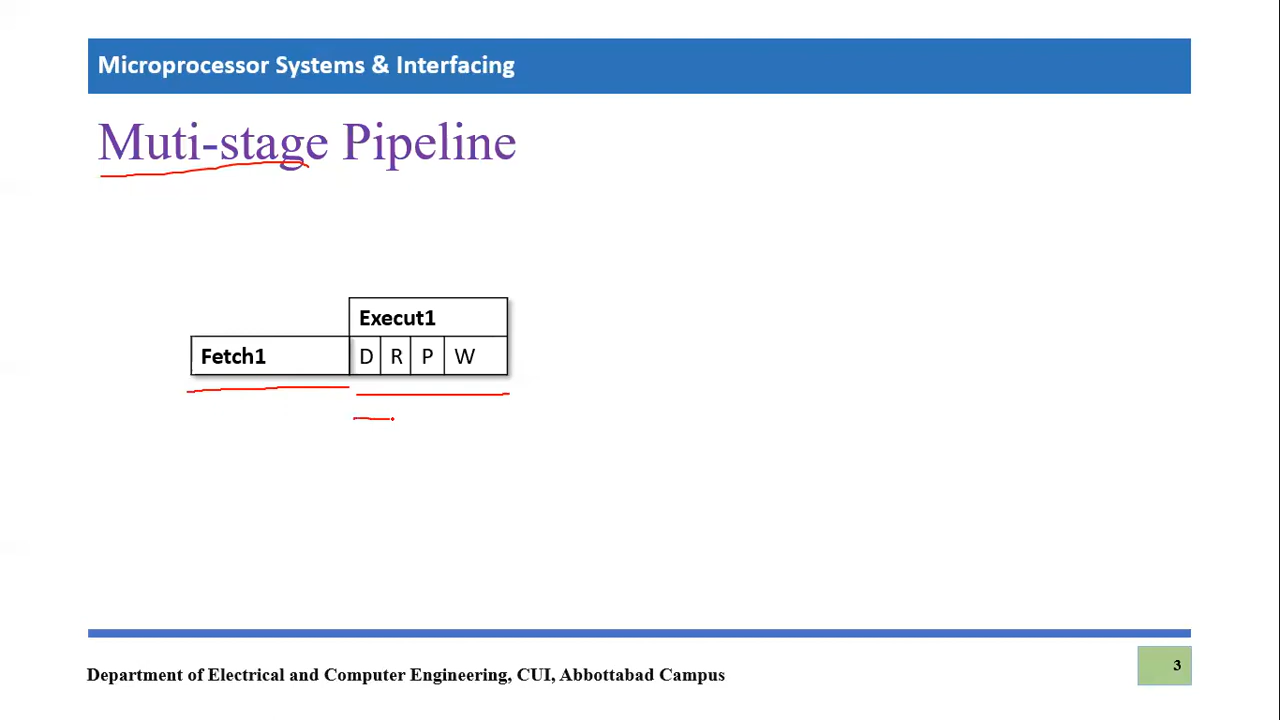 Microprocessor Systems & Interfacing
Muti-stage Pipeline
Execut1
Fetch1 D R P W
Department of Electrical and Computer Engineering, CUI, Abbottabad Campus
3